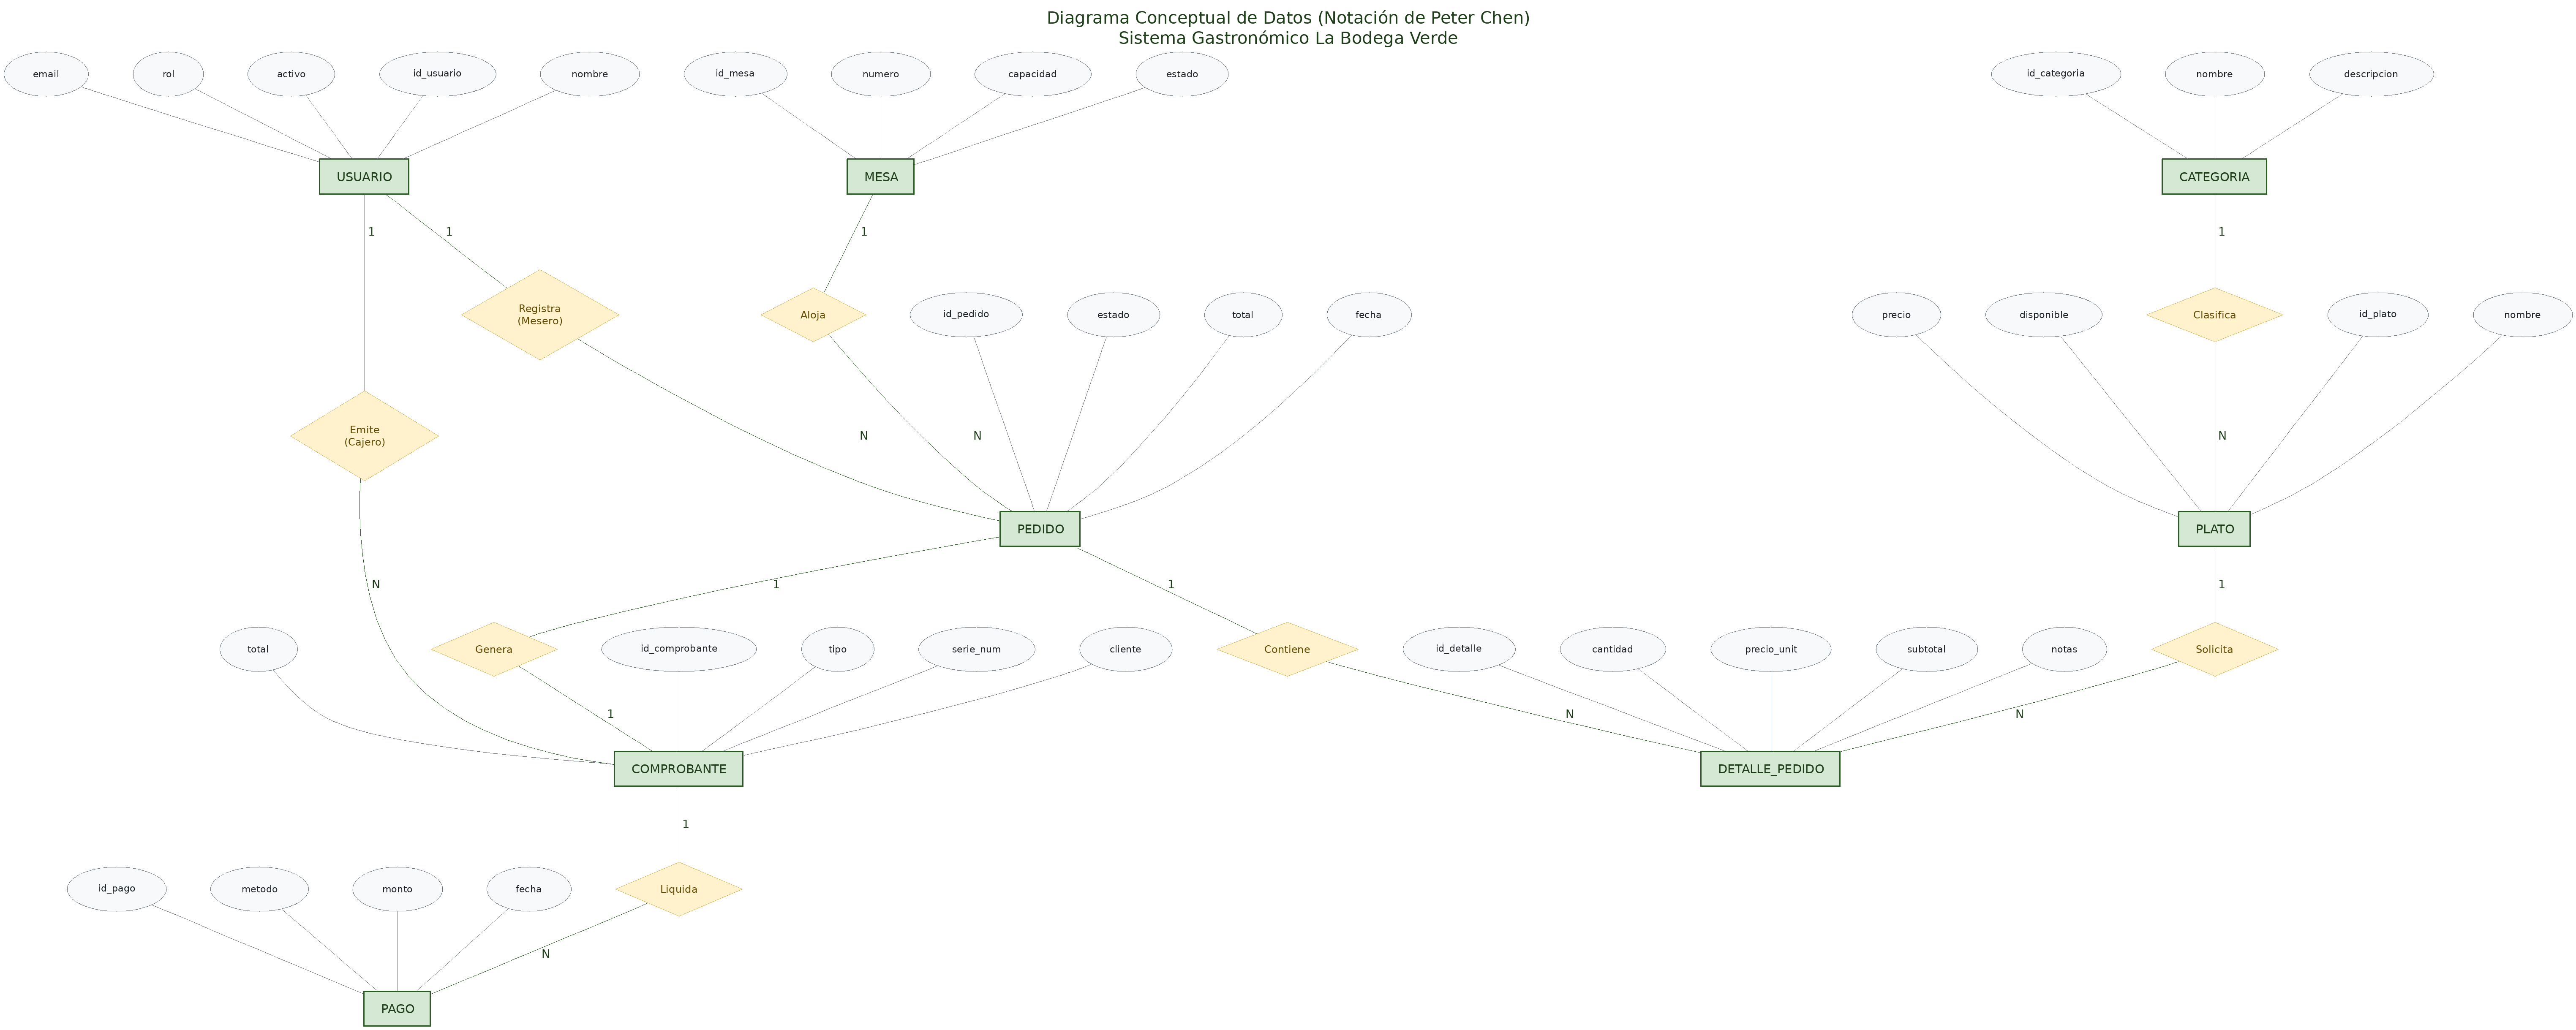 Diagrama Conceptual de Datos (Notación de Peter Chen)
Sistema Gastronómico La Bodega Verde
email
rol
activo
id_usuario
nombre
id_mesa
numero
capacidad
estado
id_categoria
nombre
descripcion
USUARIO
MESA
CATEGORIA
1
1
1
1
Registra
(Mesero)
Aloja
id_pedido
estado
total
fecha
precio
disponible
Clasifica
id_plato
nombre
Emite
(Cajero)
N
N
N
PEDIDO
PLATO
N
1
1
1
total
Genera
id_comprobante
tipo
serie_num
cliente
Contiene
id_detalle
cantidad
precio_unit
subtotal
notas
Solicita
1
N
N
COMPROBANTE
DETALLE_PEDIDO
1
id_pago
metodo
monto
fecha
Liquida
N
PAGO